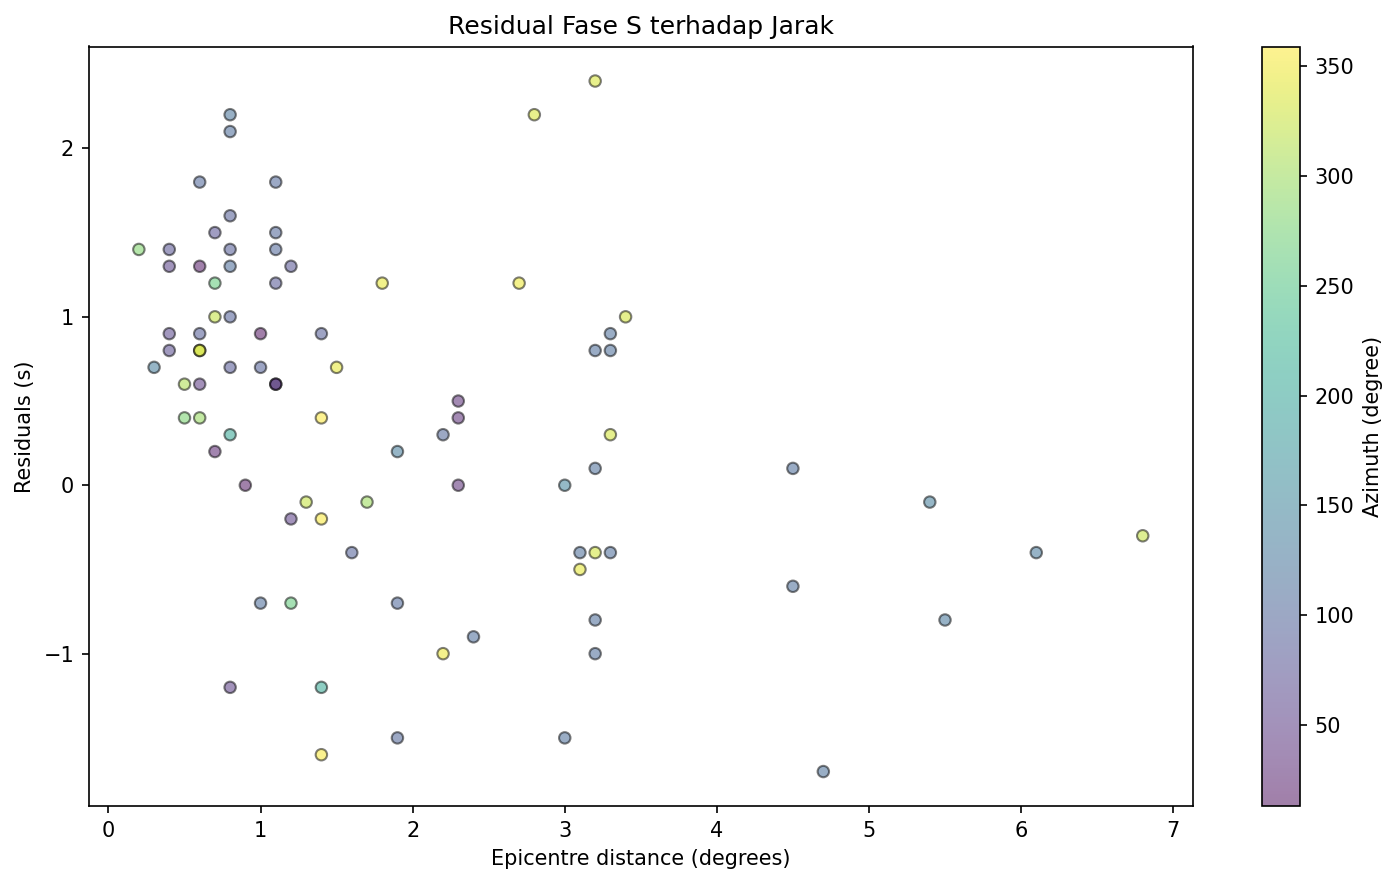 Residual Fase S terhadap Jarak
Residuals (s)
2
1
0
−1
0 1 2 3 4 5 6 7
Epicentre distance (degrees)
350
300
250
200
150
100
50
Azimuth (degree)